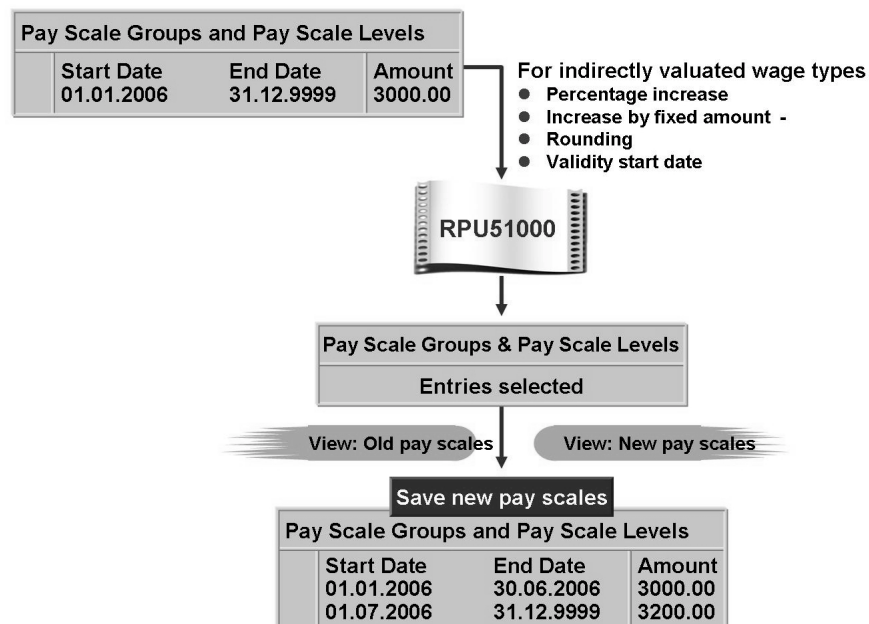 Pay Scale Groups and Pay Scale Levels
Start Date End Date Amount
01.01.2006 31.12.9999 3000.00
For indirectly valuated wage types
● Percentage increase
● Increase by fixed amount -
● Rounding
● Validity start date
RPU51000
Pay Scale Groups & Pay Scale Levels
Entries selected
View: Old pay scales View: New pay scales
Save new pay scales
Pay Scale Groups and Pay Scale Levels
Start Date End Date Amount
01.01.2006 30.06.2006 3000.00
01.07.2006 31.12.9999 3200.00